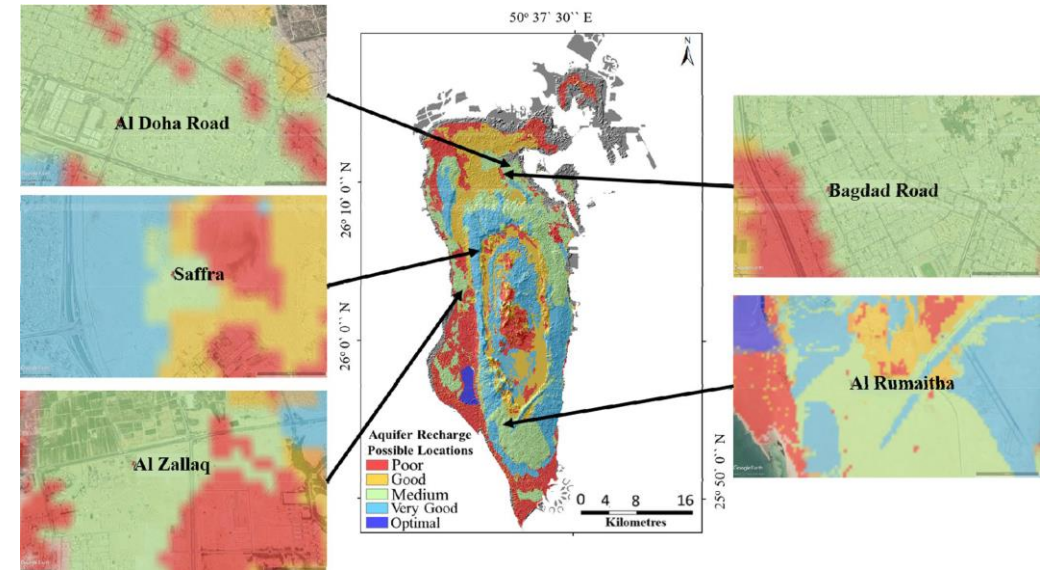 50° 37` 30`` E
N
Al Doha Road
Bagdad Road
26° 10` 0`` N
Saffra
26° 0` 0`` N
Al Rumaitha
Al Zallaq
25° 50` 0`` N
Aquifer Recharge
Possible Locations
Poor
Good
Medium
Very Good
Optimal
0 4 8 16
Kilometres